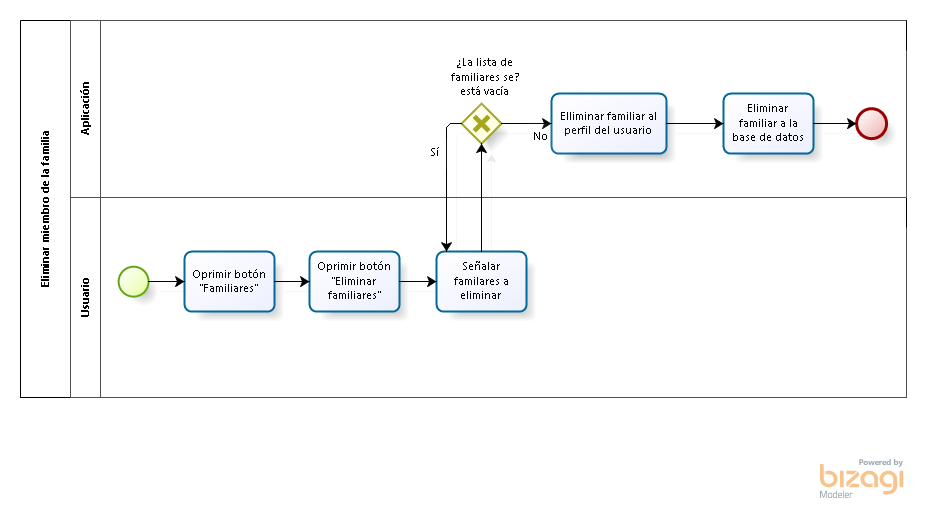 Eliminar miembro de la familia
Aplicación
¿La lista de
familiares se?
está vacía
Sí
No
Elliminar familiar al
perfil del usuario
Eliminar
familiar a la
base de datos
Usuario
Oprimir botón
"Familiares"
Oprimir botón
"Eliminar
familiares"
Señalar
familares a
eliminar
Powered by
bizagi
Modeler